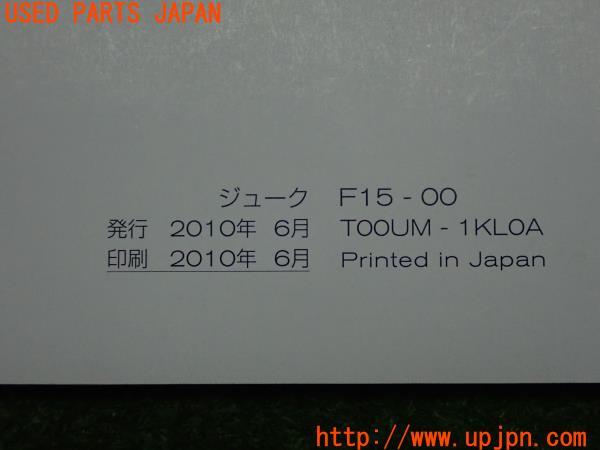 USED PARTS JAPAN
ジューク F15 - 00
発行 2010年 6月 T00UM - 1KL0A
印刷 2010年 6月 Printed in Japan
http://www.upjpn.com